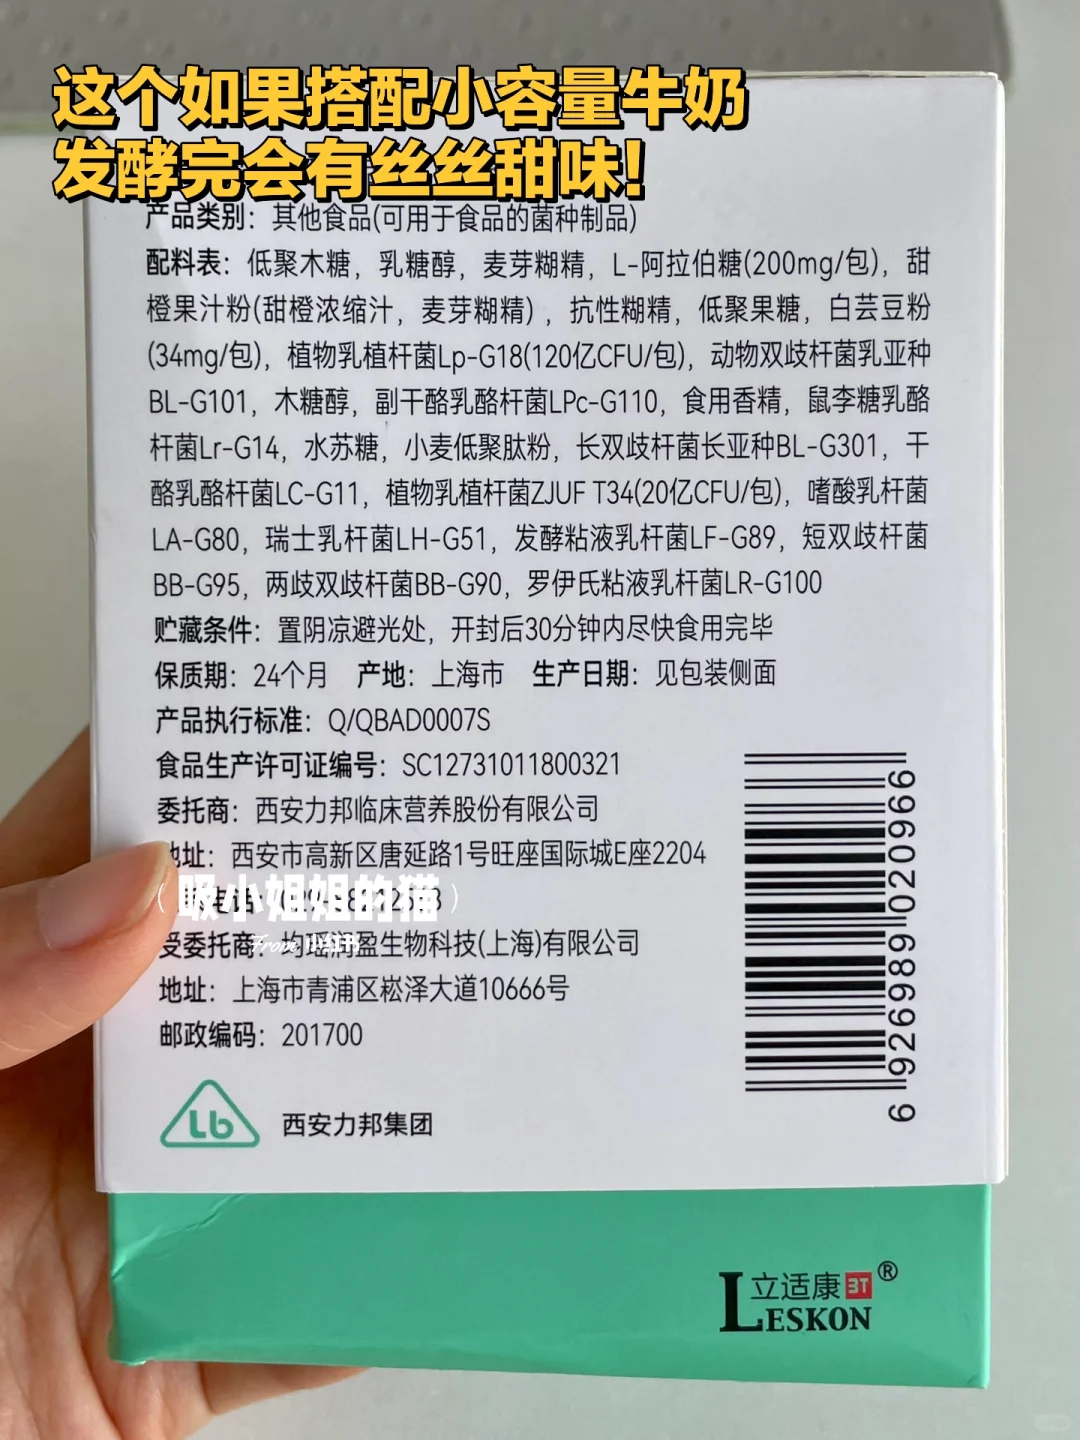 这个如果搭配小容量牛奶
发酵完会有丝丝甜味！
产品类别：其他食品(可用于食品的菌种制品)
配料表：低聚木糖，乳糖醇，麦芽糊精，L-阿拉伯糖(200mg/包)，甜
橙果汁粉(甜橙浓缩汁，麦芽糊精)，抗性糊精，低聚果糖，白芸豆粉
(34mg/包)，植物乳植杆菌Lp-G18(120亿CFU/包)，动物双歧杆菌乳亚种
BL-G101，木糖醇，副干酪乳酪杆菌LPc-G110，食用香精，鼠李糖乳酪
杆菌Lr-G14，水苏糖，小麦低聚肽粉，长双歧杆菌长亚种BL-G301，干
酪乳酪杆菌LC-G11，植物乳植杆菌ZJUF T34(20亿CFU/包)，嗜酸乳杆菌
LA-G80，瑞士乳杆菌LH-G51，发酵粘液乳杆菌LF-G89，短双歧杆菌
BB-G95，两歧双歧杆菌BB-G90，罗伊氏粘液乳杆菌LR-G100
贮藏条件：置阴凉避光处，开封后30分钟内尽快食用完毕
保质期：24个月 产地：上海市 生产日期：见包装侧面
产品执行标准：Q/QBAD0007S
食品生产许可证编号：SC12731011800321
委托商：西安力邦临床营养股份有限公司
地址：西安市高新区唐延路1号旺座国际城E座2204
（吸小姐姐的猫）
From
受委托商：均瑶润盈生物科技(上海)有限公司
地址：上海市青浦区崧泽大道10666号
邮政编码：201700
6 926989 020966
Lb 西安力邦集团
立适康 3T ®
LESKON